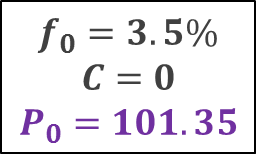 f₀ = 3.5%
C = 0
P₀ = 101.35